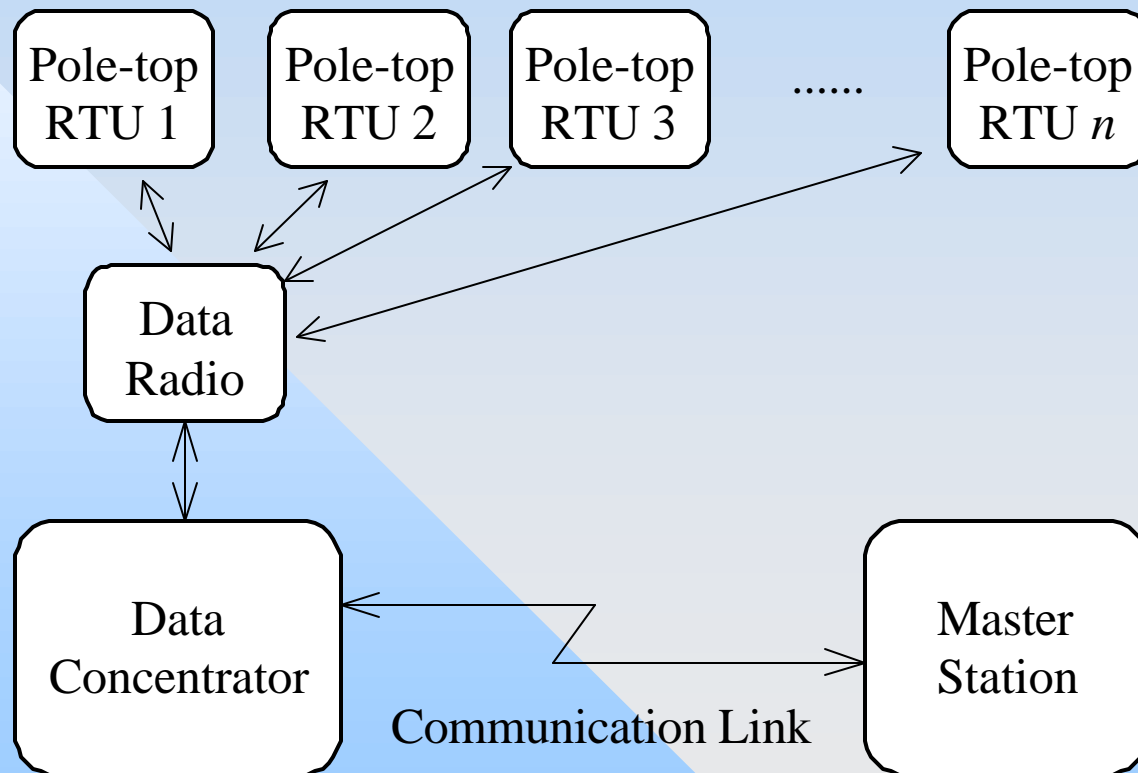 Pole-top
RTU 1
Pole-top
RTU 2
Pole-top
RTU 3
......
Pole-top
RTU n
Data
Radio
Data
Concentrator
Master
Station
Communication Link